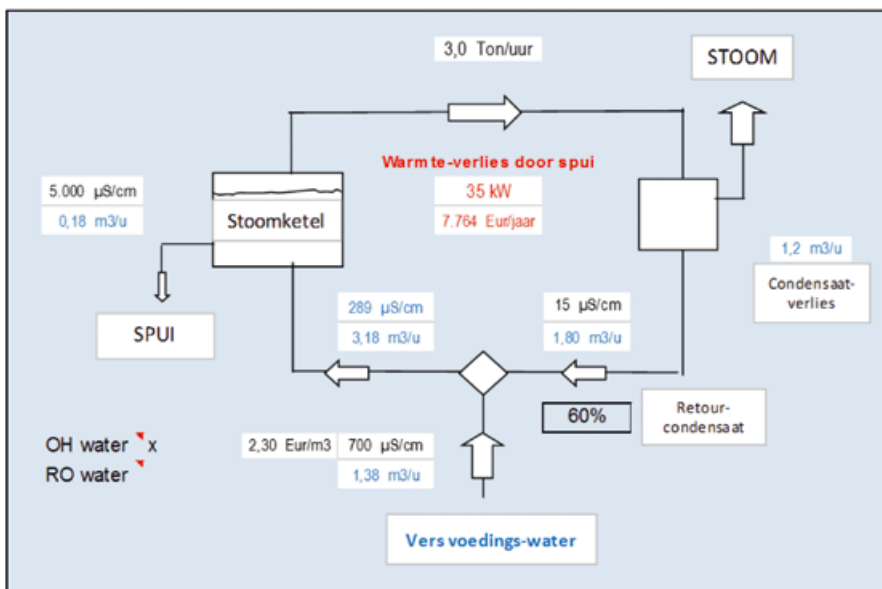 3,0 Ton/uur
STOOM
Warmte-verlies door spui
35 kW
7.764 Eur/jaar
5.000 µS/cm
0,18 m3/u
Stoomketel
1,2 m3/u
Condensaat-
verlies
SPUI
289 µS/cm
3,18 m3/u
15 µS/cm
1,80 m3/u
60%
Retour-
condensaat
OH water x
RO water
2,30 Eur/m3 700 µS/cm
1,38 m3/u
Vers voedings-water